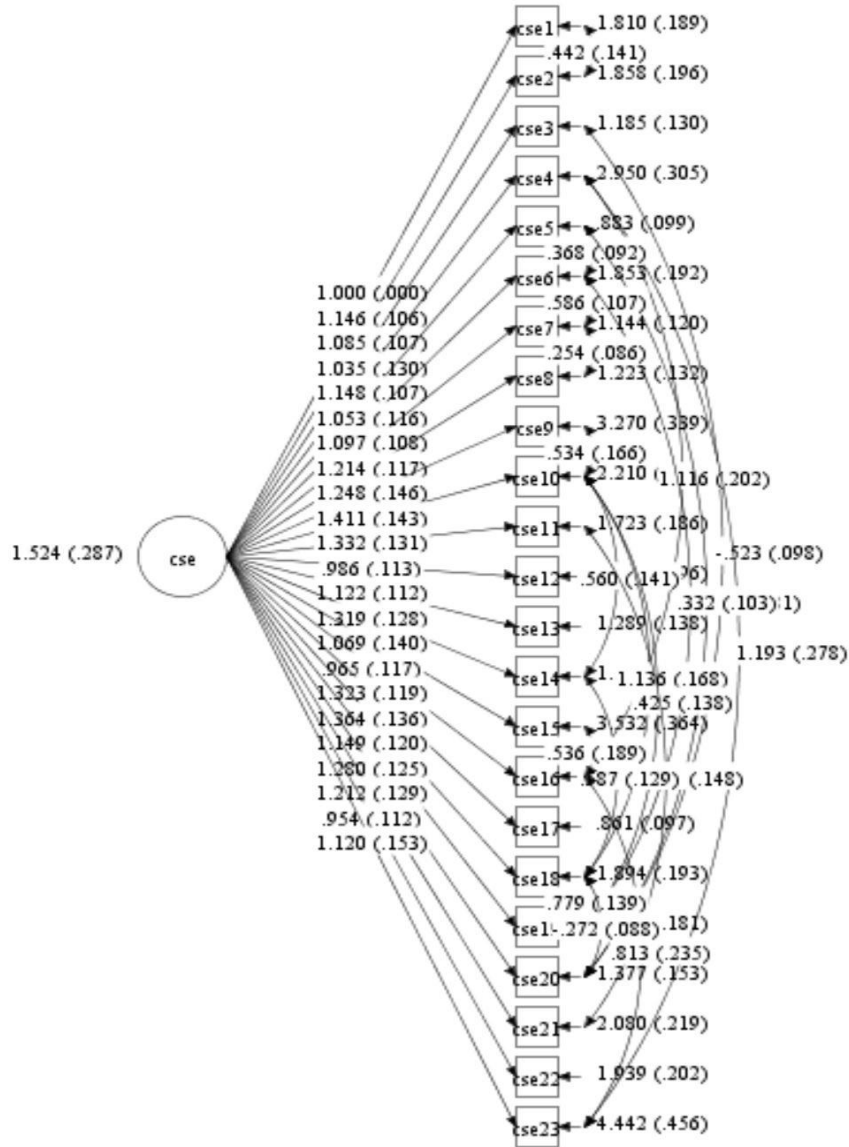 cse1
1.810 (.189)
.442 (.141)
cse2
1.858 (.196)
cse3
1.185 (.130)
cse4
2.950 (.305)
cse5
.883 (.099)
.368 (.092)
cse6
1.853 (.192)
.586 (.107)
cse7
1.144 (.120)
.254 (.086)
cse8
1.223 (.132)
cse9
3.270 (.339)
.534 (.166)
cse10
2.210
1.116 (.202)
cse11
1.723 (.186)
-.523 (.098)
cse12
.560 (.141)
.332 (.103)
cse13
1.289 (.138)
1.193 (.278)
cse14
1.136 (.168)
.425 (.138)
cse15
3.532 (.364)
.536 (.189)
cse16
(.129)
(.148)
cse17
.861 (.097)
cse18
1.894 (.193)
.779 (.139)
-.272 (.088)
.181)
.813 (.235)
cse20
1.377 (.153)
cse21
2.080 (.219)
cse22
1.939 (.202)
cse23
4.442 (.456)
1.000 (.000)
1.146 (.106)
1.085 (.107)
1.035 (.130)
1.148 (.107)
1.053 (.116)
1.097 (.108)
1.214 (.117)
1.248 (.146)
1.411 (.143)
1.332 (.131)
.986 (.113)
1.122 (.112)
1.319 (.128)
1.069 (.140)
.965 (.117)
1.323 (.119)
1.364 (.136)
1.149 (.120)
1.280 (.125)
1.212 (.129)
.954 (.112)
1.120 (.153)
1.524 (.287)
cse